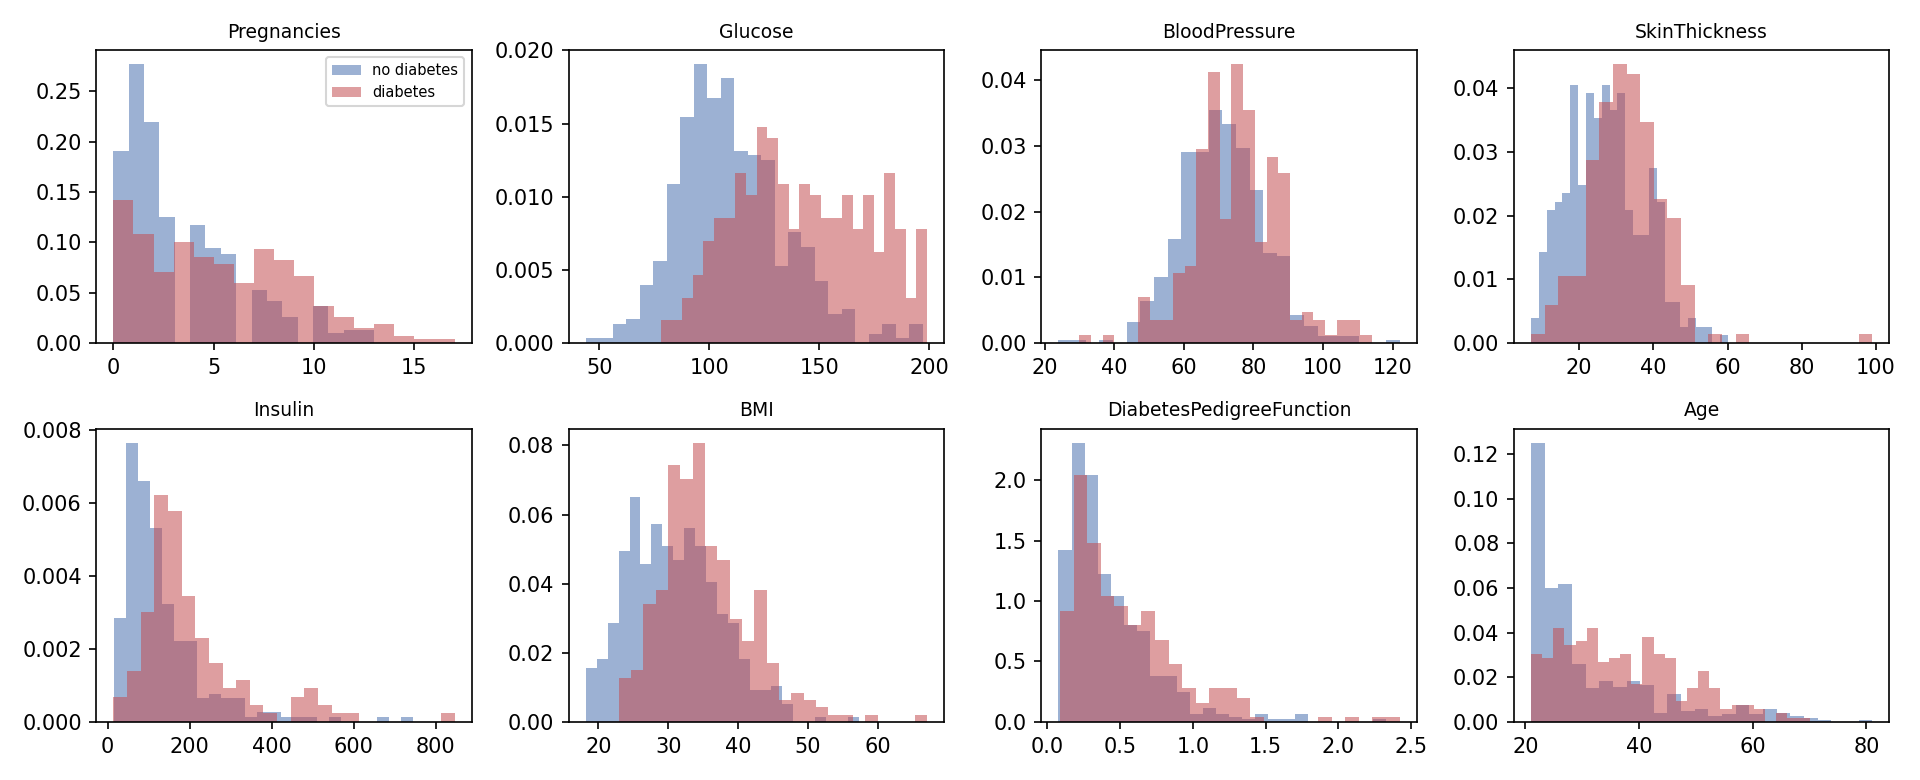 Pregnancies
no diabetes
diabetes
0.25
0.20
0.15
0.10
0.05
0.00
0 5 10 15
Glucose
0.020
0.015
0.010
0.005
0.000
50 100 150 200
BloodPressure
0.04
0.03
0.02
0.01
0.00
20 40 60 80 100 120
SkinThickness
0.04
0.03
0.02
0.01
0.00
20 40 60 80 100
Insulin
0.008
0.006
0.004
0.002
0.000
0 200 400 600 800
BMI
0.08
0.06
0.04
0.02
0.00
20 30 40 50 60
DiabetesPedigreeFunction
2.0
1.5
1.0
0.5
0.0
0.0 0.5 1.0 1.5 2.0 2.5
Age
0.12
0.10
0.08
0.06
0.04
0.02
0.00
20 40 60 80